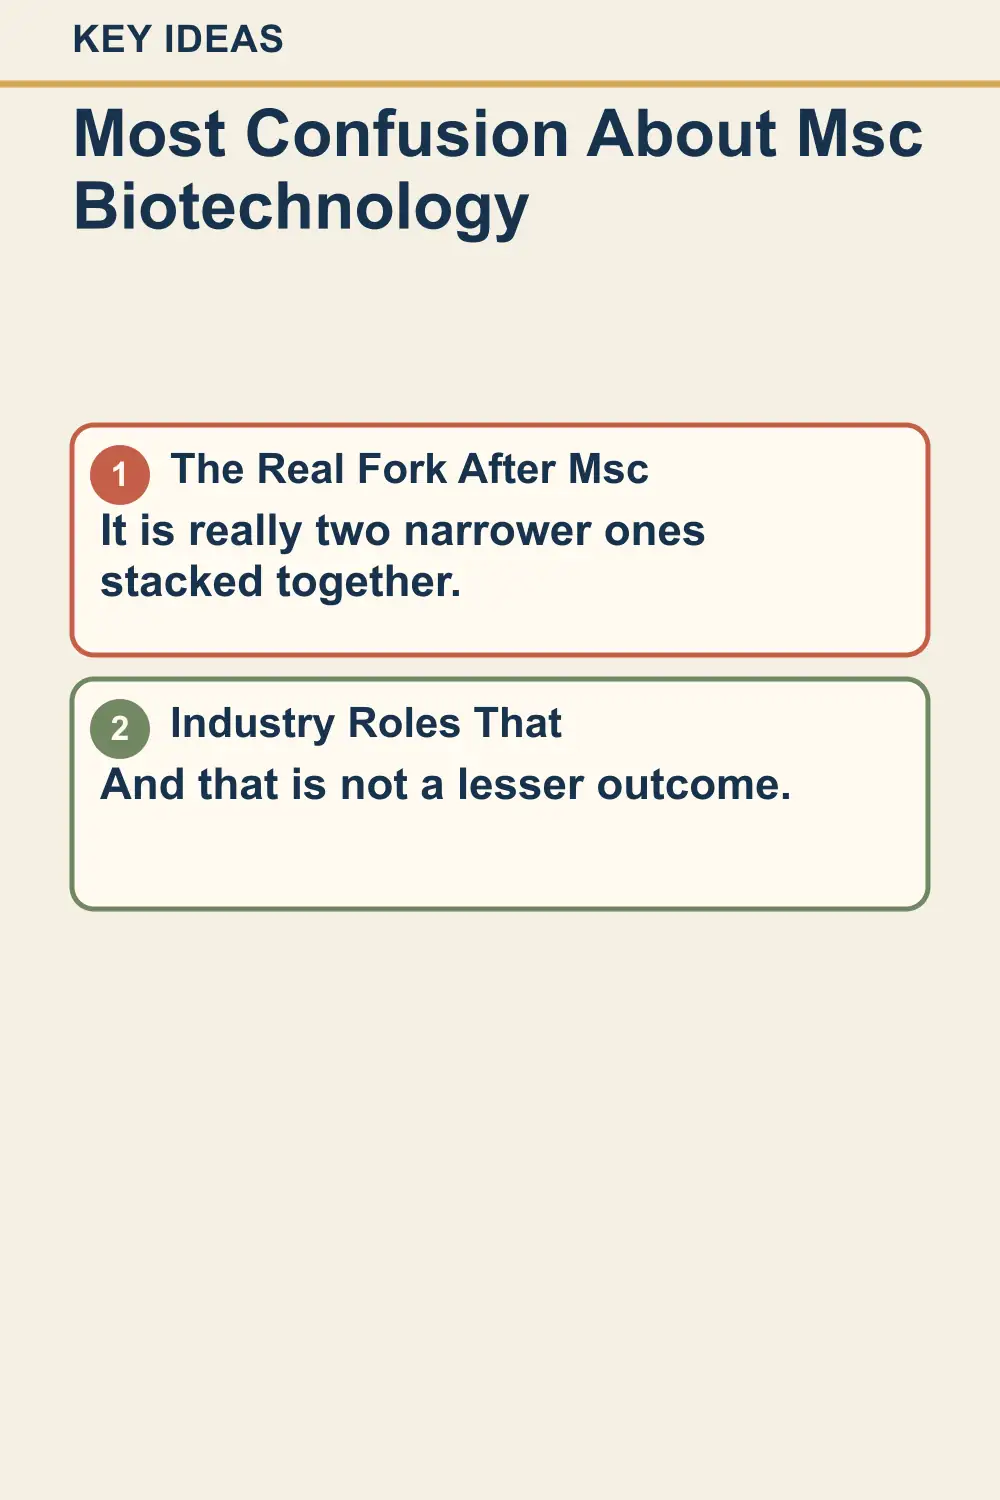 KEY IDEAS
Most Confusion About Msc
Biotechnology
1 The Real Fork After Msc
It is really two narrower ones
stacked together.
2 Industry Roles That
And that is not a lesser outcome.